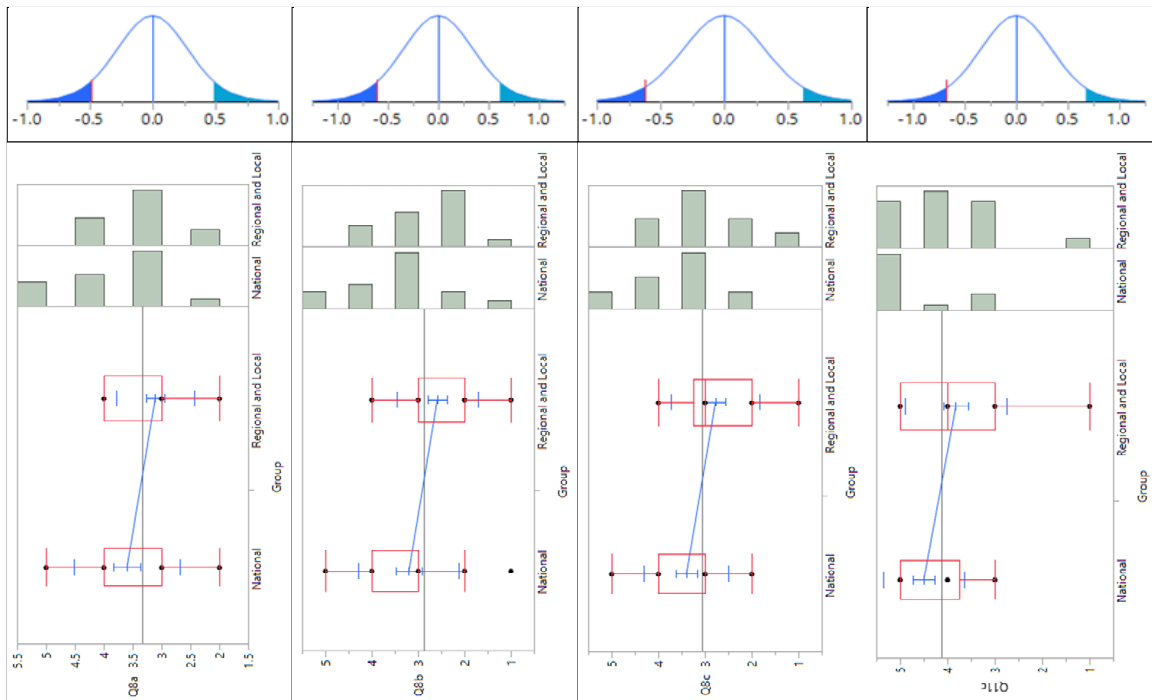 -1.0 -0.5 0.0 0.5 1.0
-1.0 -0.5 0.0 0.5 1.0
-1.0 -0.5 0.0 0.5 1.0
-1.0 -0.5 0.0 0.5 1.0
Regional and Local
National
Regional and Local
Group
National
5.5 5 4.5 4 3.5 3 2.5 2 1.5
Q8a
Regional and Local
National
Regional and Local
Group
National
5 4 3 2 1
Q8b
Regional and Local
National
Regional and Local
Group
National
5 4 3 2 1
Q8c
Regional and Local
National
Regional and Local
Group
National
5 4 3 2 1
Q11c